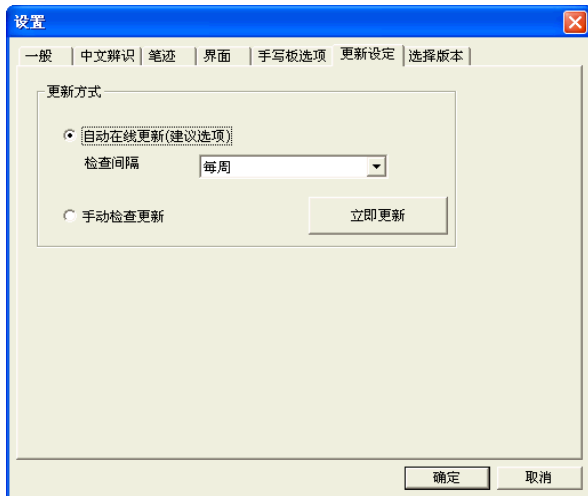 设置
一般 中文辨识 笔迹 界面 手写板选项 更新设定 选择版本
更新方式
自动在线更新(建议选项)
检查间隔 每周
手动检查更新 立即更新
确定 取消